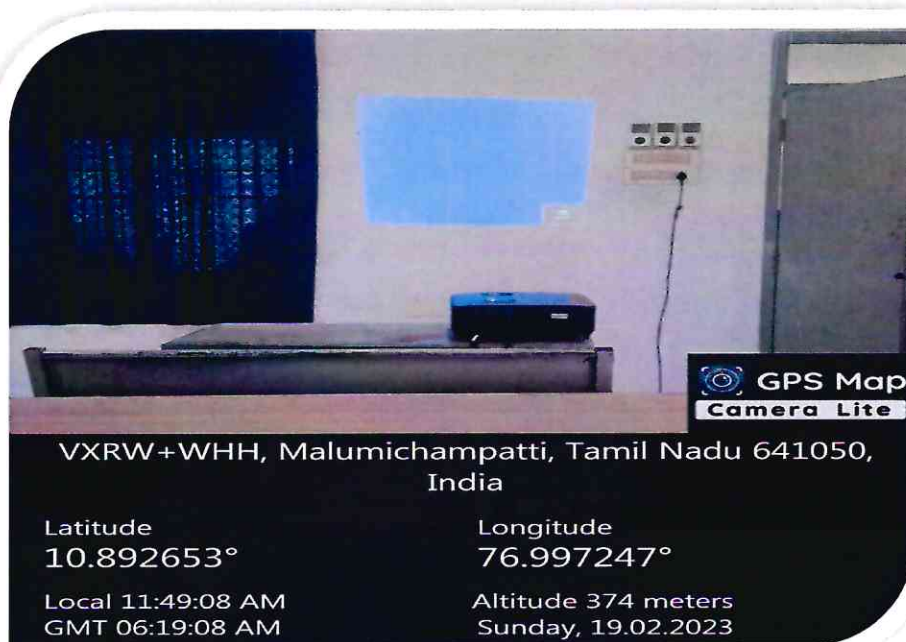 GPS Map
Camera Lite
VXRW+WHH, Malumichampatti, Tamil Nadu 641050,
India
Latitude
10.892653°
Longitude
76.997247°
Local 11:49:08 AM
GMT 06:19:08 AM
Altitude 374 meters
Sunday, 19.02.2023